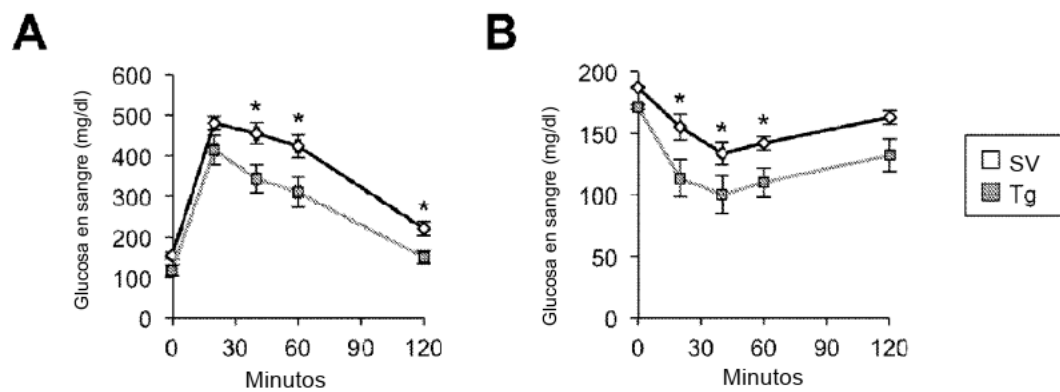 A
Glucosa en sangre (mg/dl)
600
500
400
300
200
100
0
* * *
0 30 60 90 120
Minutos
B
Glucosa en sangre (mg/dl)
200
150
100
50
0
* * *
0 30 60 90 120
Minutos
SV
Tg